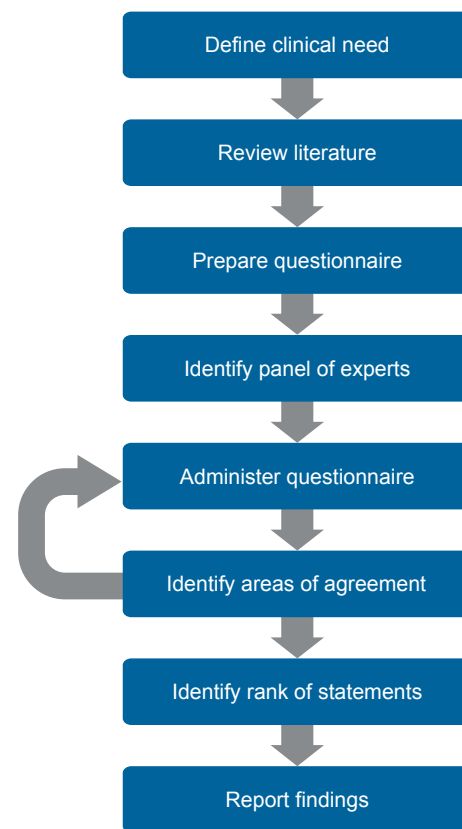 Define clinical need
Review literature
Prepare questionnaire
Identify panel of experts
Administer questionnaire
Identify areas of agreement
Identify rank of statements
Report findings